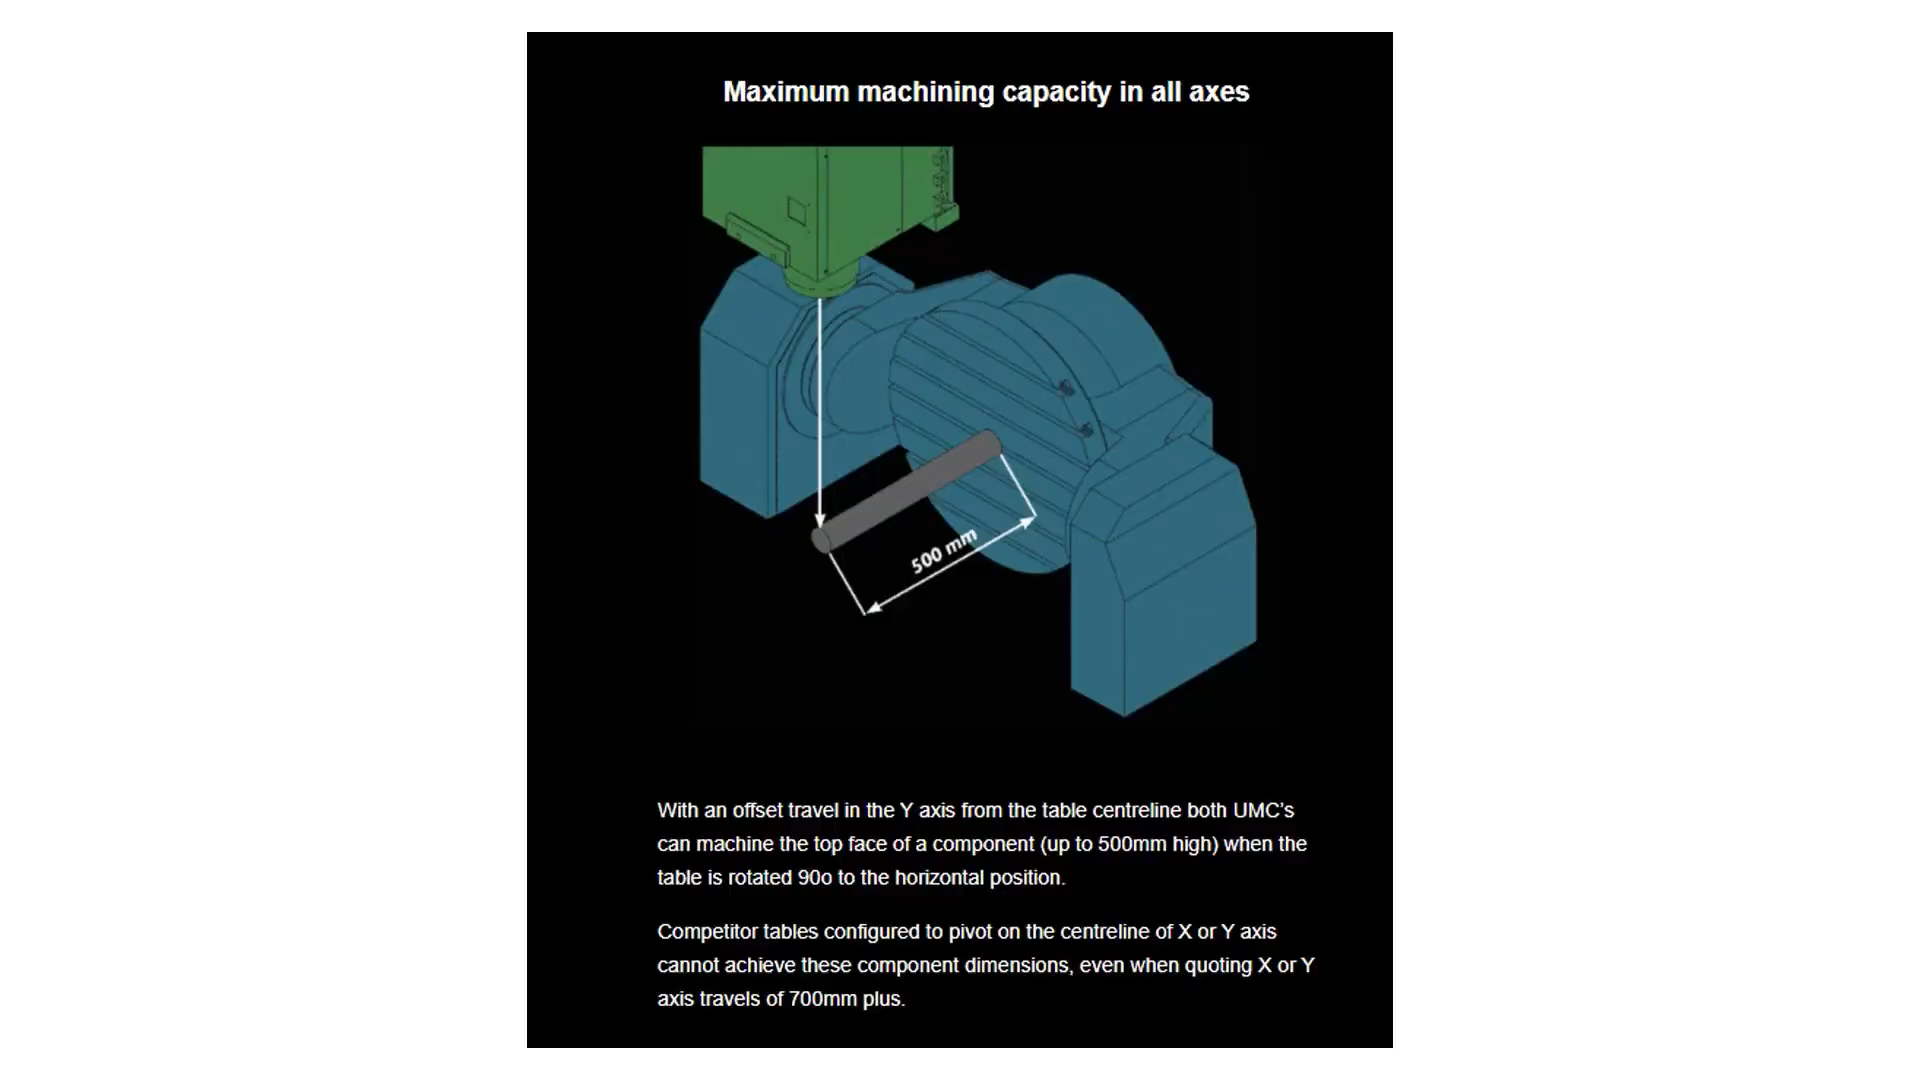 Maximum machining capacity in all axes
500 mm
With an offset travel in the Y axis from the table centreline both UMC’s
can machine the top face of a component (up to 500mm high) when the
table is rotated 90o to the horizontal position.
Competitor tables configured to pivot on the centreline of X or Y axis
cannot achieve these component dimensions, even when quoting X or Y
axis travels of 700mm plus.